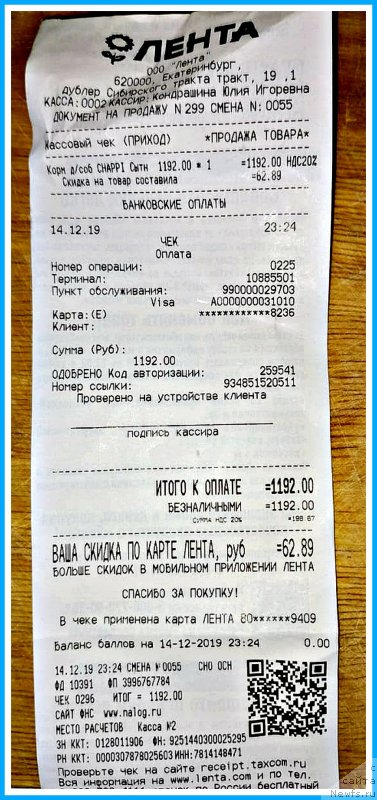 ЛЕНТА
ООО "Лента"
620000, Екатеринбург,
дублер Сибирского тракта тракт, 19 ,1
КАССА:0002 КАССИР: Кондрашина Юлия Игоревна
ДОКУМЕНТ НА ПРОДАЖУ N 299 СМЕНА N: 0055
Кассовый чек (ПРИХОД) *ПРОДАЖА ТОВАРА*
Корм д/соб CHAPPI Сытн 1192.00 * 1 =1192.00 НДС20%
Скидка на товар составила =62.89
БАНКОВСКИЕ ОПЛАТЫ
14.12.19 23:24
ЧЕК
Оплата
Номер операции: 0225
Терминал: 10885501
Пункт обслуживания: 990000029703
Visa A0000000031010
Карта:(E) ************8236
Клиент:
Сумма (Руб):
1192.00
ОДОБРЕНО Код авторизации: 259541
Номер ссылки: 934851520511
Проверено на устройстве клиента
подпись кассира
ИТОГО К ОПЛАТЕ =1192.00
БЕЗНАЛИЧНЫМИ =1192.00
СУММА НДС 20% =198.67
ВАША СКИДКА ПО КАРТЕ ЛЕНТА, руб =62.89
БОЛЬШЕ СКИДОК В МОБИЛЬНОМ ПРИЛОЖЕНИИ ЛЕНТА
СПАСИБО ЗА ПОКУПКУ!
В чеке применена карта ЛЕНТА 80******9409
Баланс баллов на 14-12-2019 23:24 0.00
14.12.19 23:24 СМЕНА №0055 СНО ОСН
ФД 10391 ФП 3996767784
ЧЕК 0296 ИТОГ = 1192.00
САЙТ ФНС www.nalog.ru
МЕСТО РАСЧЕТОВ Касса №2
ЗН ККТ: 0128011906 ФН: 9251440300025295
РН ККТ: 0000307878025603 ИНН:7814148471
Проверьте чек на сайте receipt.taxcom.ru
Вся информация на www.lenta.com и по тел.
по России бесплатный
сайт
Newfs.ru